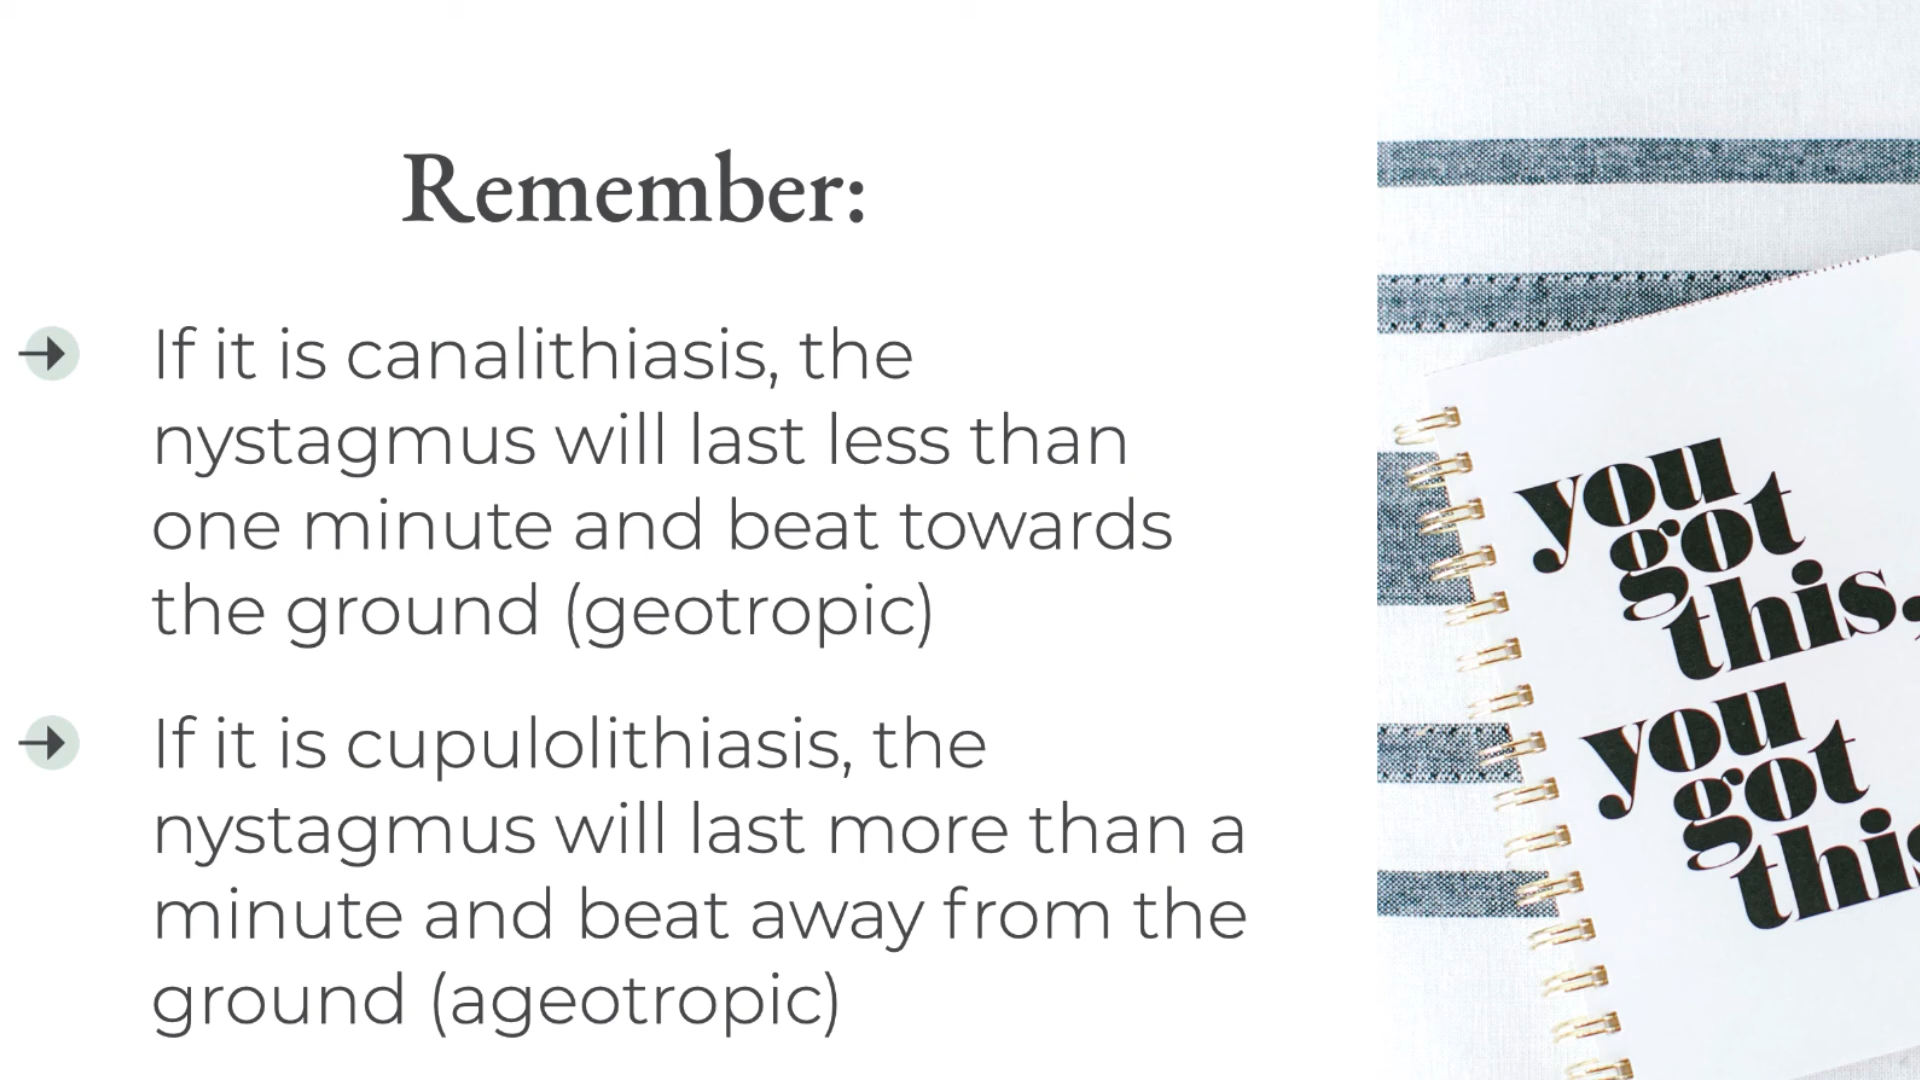 Remember:
If it is canalithiasis, the
nystagmus will last less than
one minute and beat towards
the ground (geotropic)
If it is cupulolithiasis, the
nystagmus will last more than a
minute and beat away from the
ground (ageotropic)
you
got
this,
you
got
this